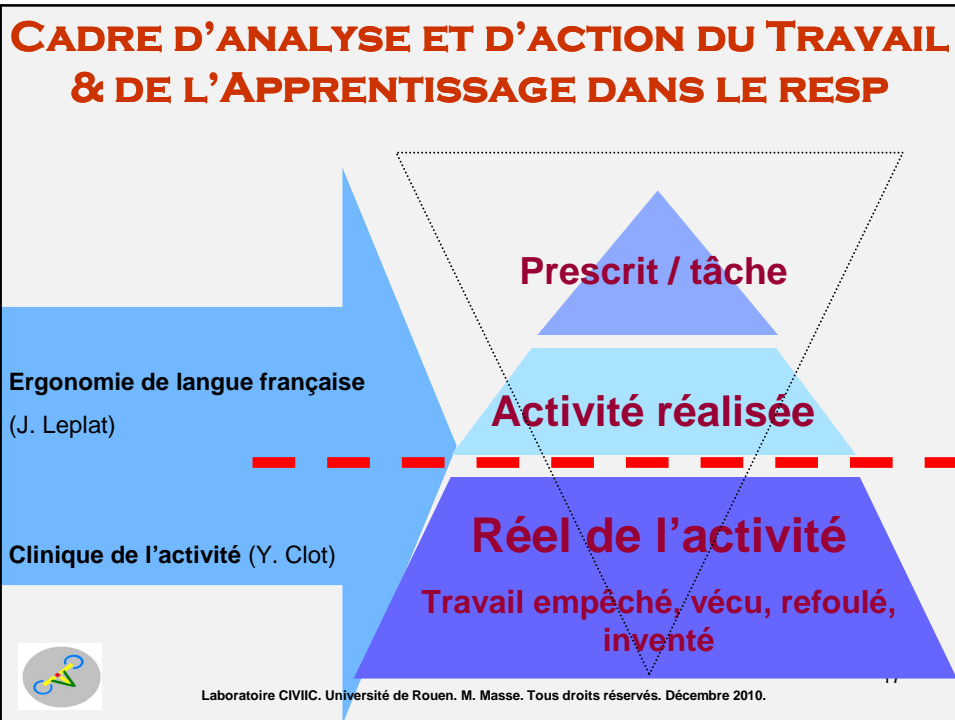 CADRE D'ANALYSE ET D'ACTION DU TRAVAIL
& DE L'APPRENTISSAGE DANS LE RESP
Prescrit / tâche
Ergonomie de langue française
(J. Leplat)
Activité réalisée
Clinique de l'activité (Y. Clot)
Réel de l'activité
Travail empêché, vécu, refoulé,
inventé
Laboratoire CIVIIC. Université de Rouen. M. Masse. Tous droits réservés. Décembre 2010.